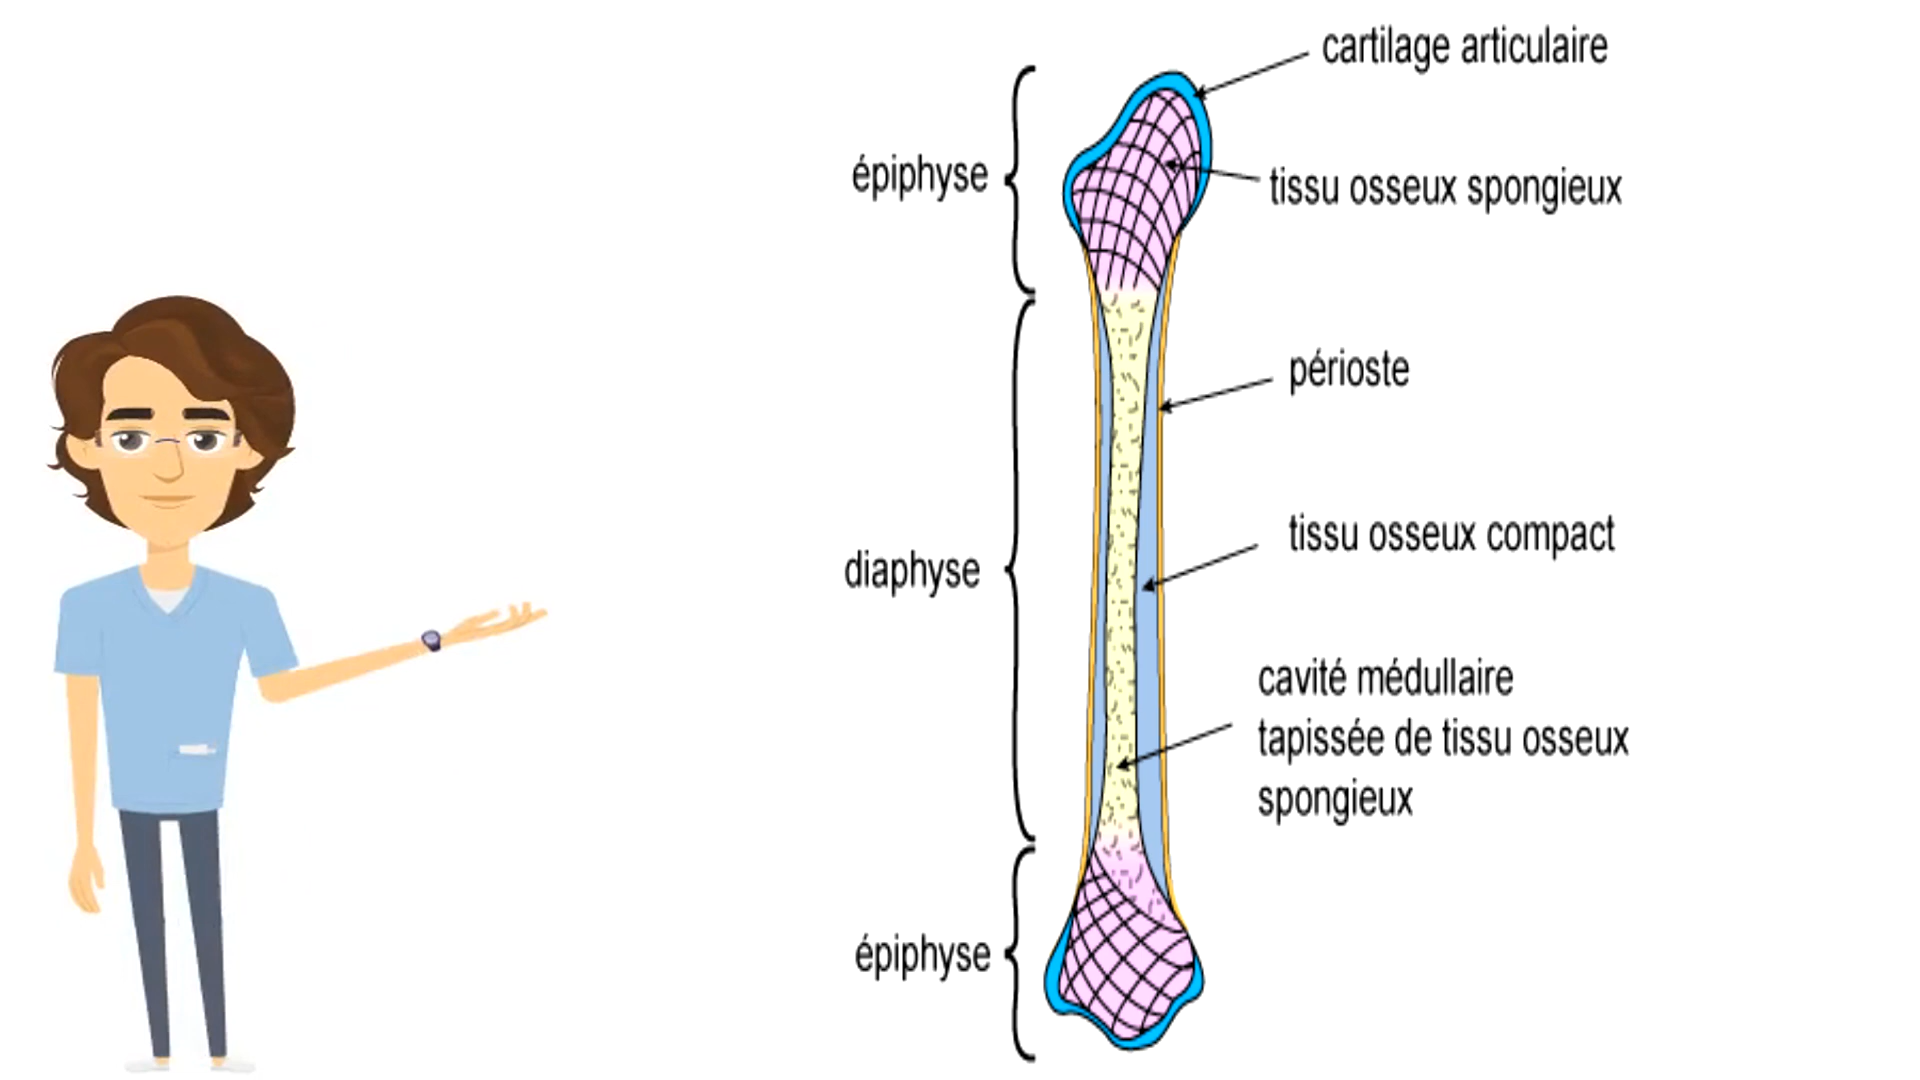 cartilage articulaire
épiphyse
tissu osseux spongieux
périoste
tissu osseux compact
diaphyse
cavité médullaire
tapissée de tissu osseux
spongieux
épiphyse